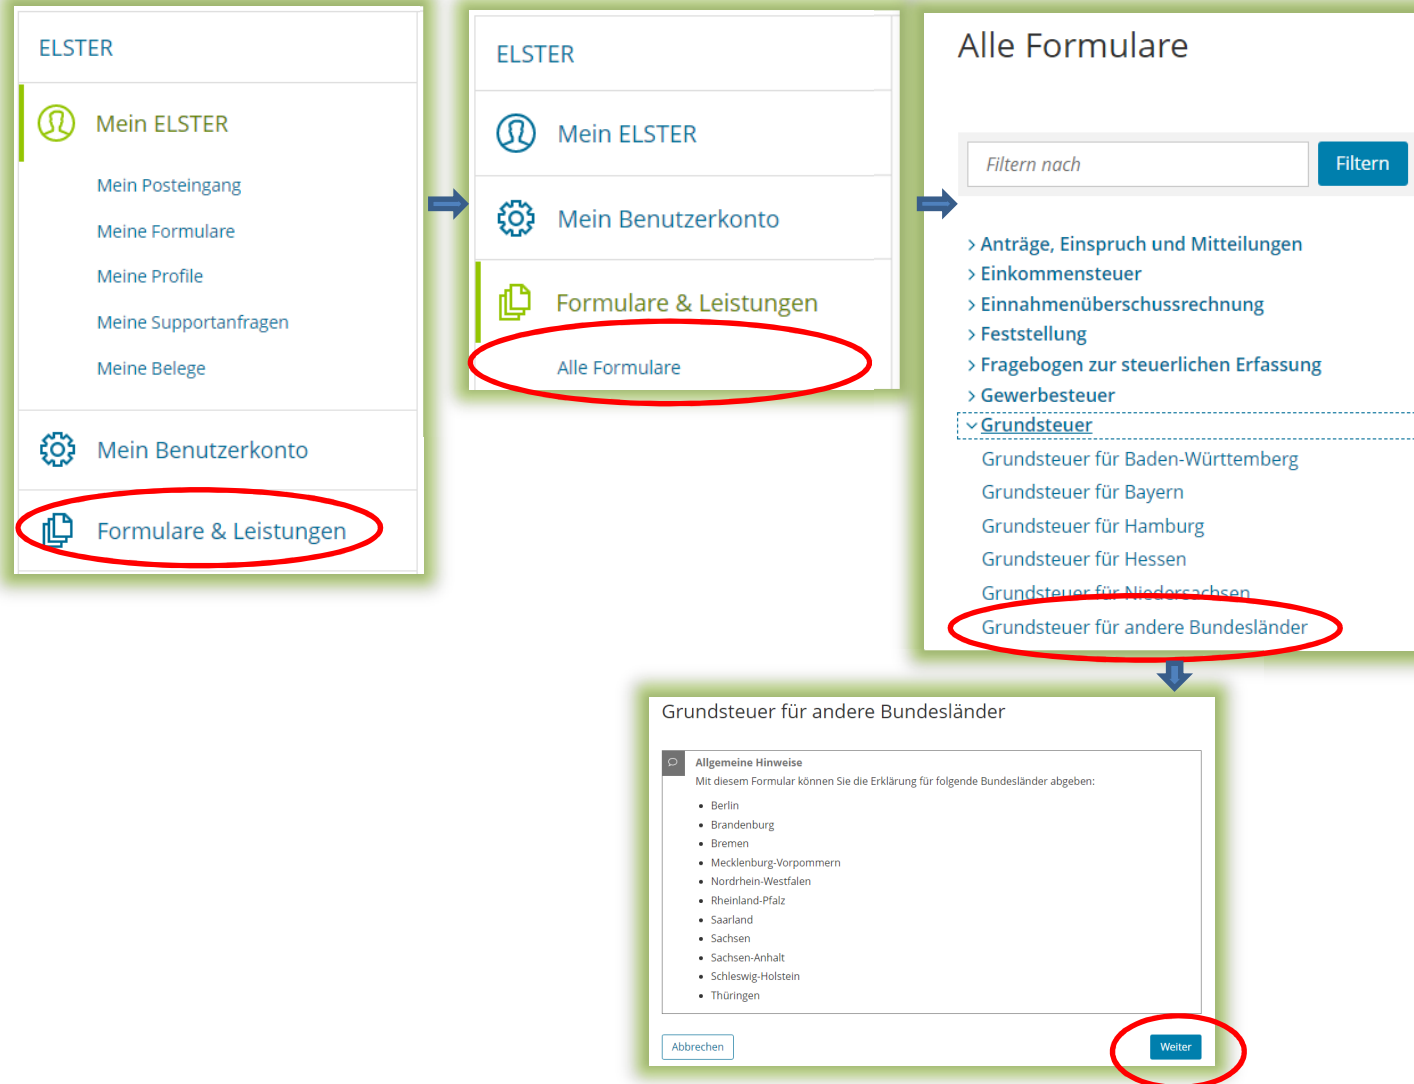 ELSTER
Mein ELSTER
Mein Posteingang
Meine Formulare
Meine Profile
Meine Supportanfragen
Meine Belege
Mein Benutzerkonto
Formulare & Leistungen
ELSTER
Mein ELSTER
Mein Benutzerkonto
Formulare & Leistungen
Alle Formulare
Alle Formulare
Filtern nach
Filtern
Anträge, Einspruch und Mitteilungen
Einkommensteuer
Einnahmenüberschussrechnung
Feststellung
Fragebogen zur steuerlichen Erfassung
Gewerbesteuer
Grundsteuer
Grundsteuer für Baden-Württemberg
Grundsteuer für Bayern
Grundsteuer für Hamburg
Grundsteuer für Hessen
Grundsteuer für Niedersachsen
Grundsteuer für andere Bundesländer
Grundsteuer für andere Bundesländer
Allgemeine Hinweise
Mit diesem Formular können Sie die Erklärung für folgende Bundesländer abgeben:
• Berlin
• Brandenburg
• Bremen
• Mecklenburg-Vorpommern
• Nordrhein-Westfalen
• Rheinland-Pfalz
• Saarland
• Sachsen
• Sachsen-Anhalt
• Schleswig-Holstein
• Thüringen
Abbrechen
Weiter